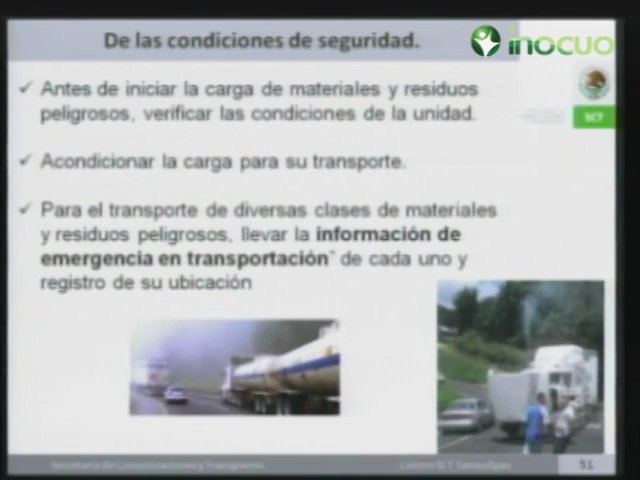 De las condiciones de seguridad.
inocuo
✓ Antes de iniciar la carga de materiales y residuos
peligrosos, verificar las condiciones de la unidad.
SCT
✓ Acondicionar la carga para su transporte.
✓ Para el transporte de diversas clases de materiales
y residuos peligrosos, llevar la información de
emergencia en transportación” de cada uno y
registro de su ubicación
Secretaría de Comunicaciones y Transportes
Centro SCT Tamaulipas
51